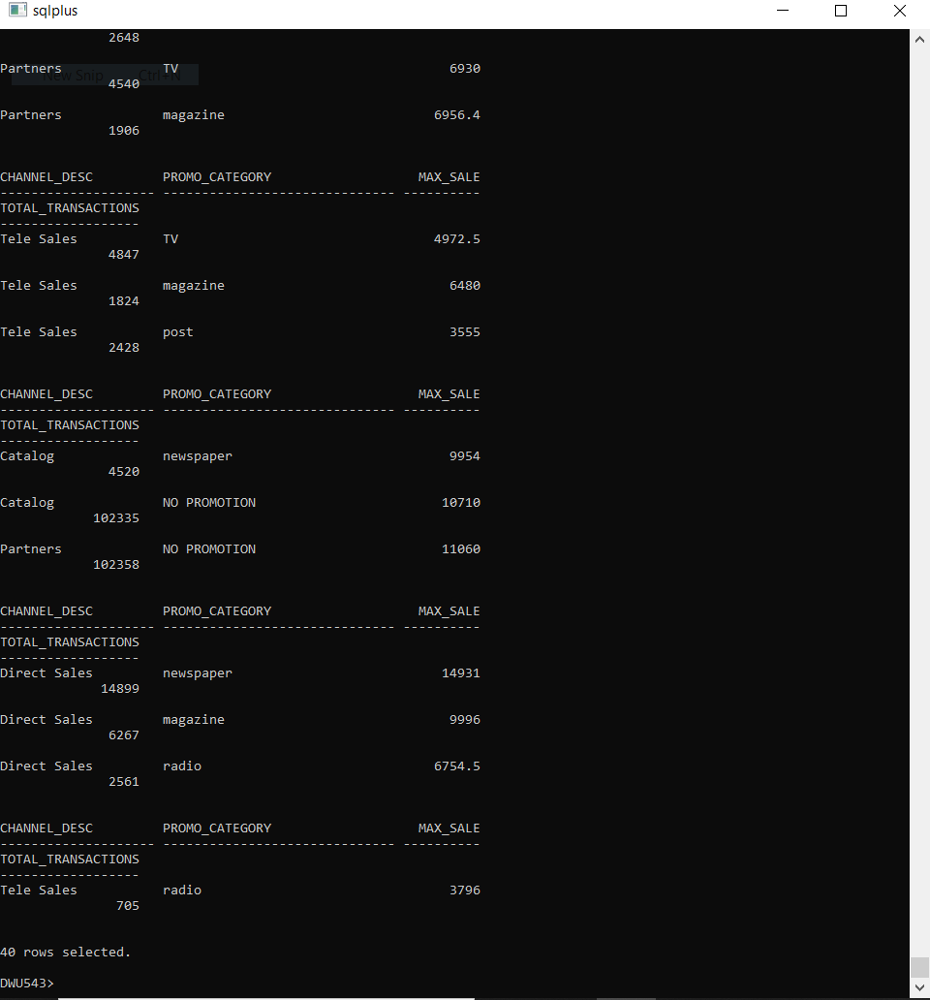 sqlplus
2648
Partners TV 6930
New Snip Ctrl+N
4540
Partners magazine 6956.4
1906
CHANNEL_DESC PROMO_CATEGORY MAX_SALE
-------------------- ------------------------------ ----------
TOTAL_TRANSACTIONS
------------------
Tele Sales TV 4972.5
4847
Tele Sales magazine 6480
1824
Tele Sales post 3555
2428
CHANNEL_DESC PROMO_CATEGORY MAX_SALE
-------------------- ------------------------------ ----------
TOTAL_TRANSACTIONS
------------------
Catalog newspaper 9954
4520
Catalog NO PROMOTION 10710
102335
Partners NO PROMOTION 11060
102358
CHANNEL_DESC PROMO_CATEGORY MAX_SALE
-------------------- ------------------------------ ----------
TOTAL_TRANSACTIONS
------------------
Direct Sales newspaper 14931
14899
Direct Sales magazine 9996
6267
Direct Sales radio 6754.5
2561
CHANNEL_DESC PROMO_CATEGORY MAX_SALE
-------------------- ------------------------------ ----------
TOTAL_TRANSACTIONS
------------------
Tele Sales radio 3796
705
40 rows selected.
DWU543>